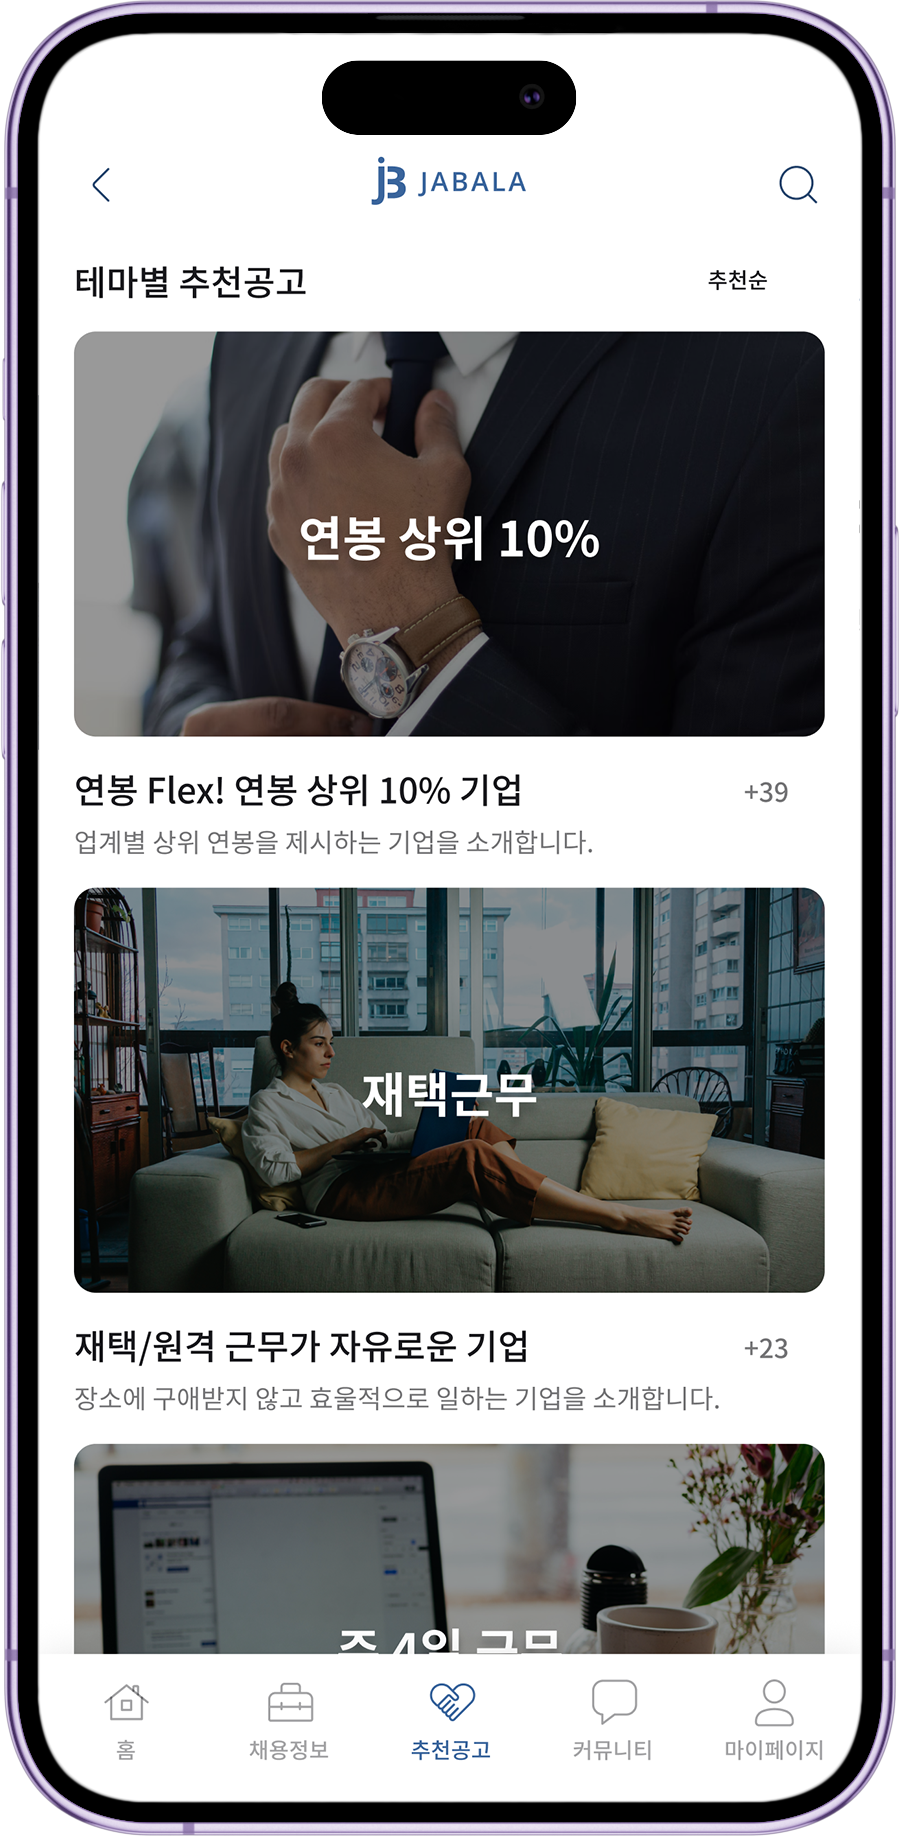 JABALA
테마별 추천공고
추천순
연봉 상위 10%
연봉 Flex! 연봉 상위 10% 기업
+39
업계별 상위 연봉을 제시하는 기업을 소개합니다.
재택근무
재택/원격 근무가 자유로운 기업
+23
장소에 구애받지 않고 효율적으로 일하는 기업을 소개합니다.
주 4일 근무
홈
채용정보
추천공고
커뮤니티
마이페이지